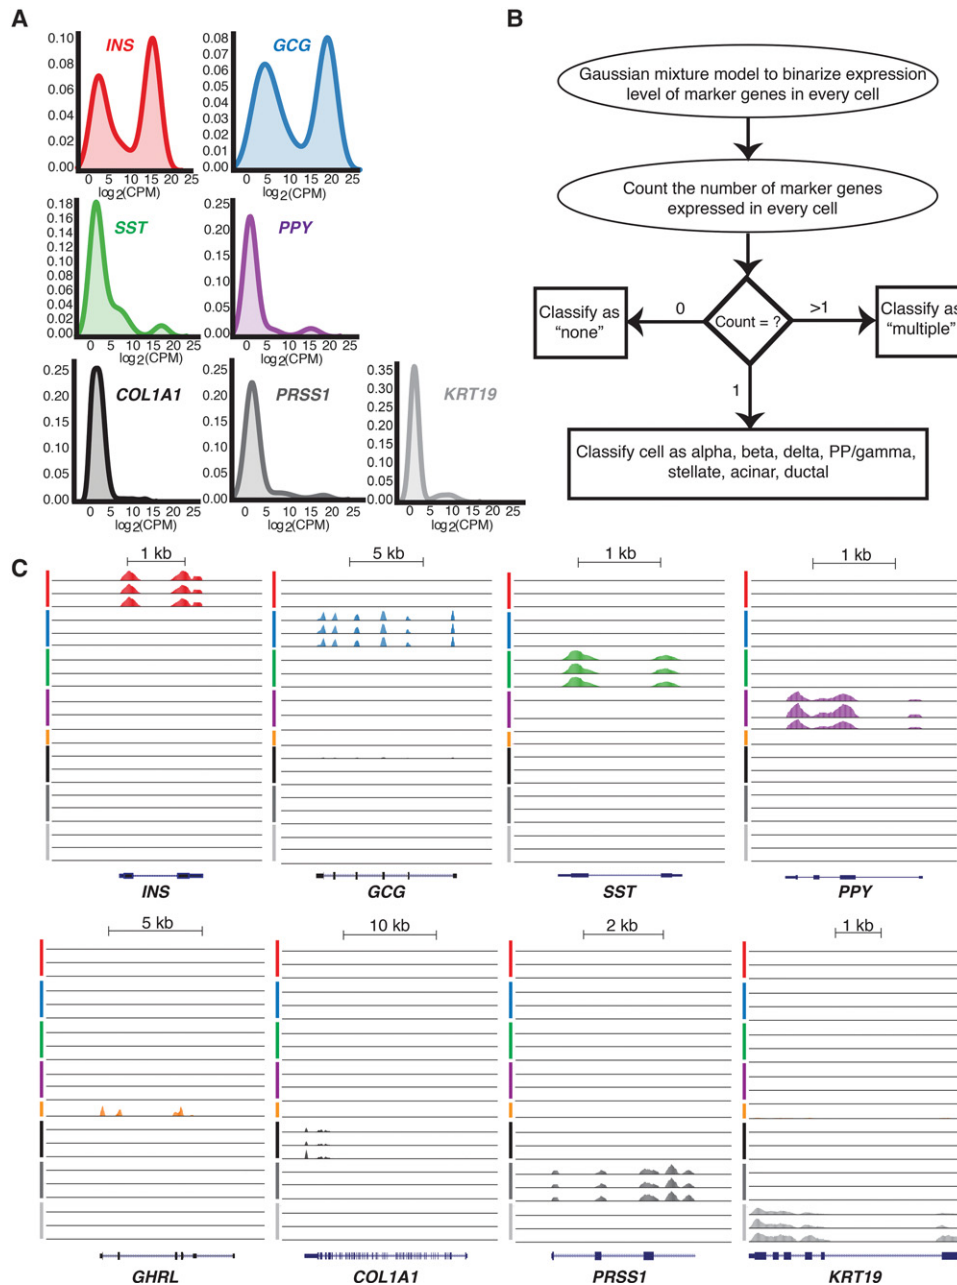 A
INS
0.10
0.08
0.06
0.04
0.02
0.00
0 5 10 15 20 25
log2(CPM)
GCG
0.08
0.07
0.06
0.05
0.04
0.03
0.02
0.01
0.00
0 5 10 15 20 25
log2(CPM)
SST
0.18
0.16
0.14
0.12
0.10
0.08
0.06
0.04
0.02
0.00
0 5 10 15 20 25
log2(CPM)
PPY
0.25
0.20
0.15
0.10
0.05
0.00
0 5 10 15 20 25
log2(CPM)
COL1A1
0.25
0.20
0.15
0.10
0.05
0.00
0 5 10 15 20 25
log2(CPM)
PRSS1
0.25
0.20
0.15
0.10
0.05
0.00
0 5 10 15 20 25
log2(CPM)
KRT19
0.35
0.30
0.25
0.20
0.15
0.10
0.05
0.00
0 5 10 15 20 25
log2(CPM)
B
Gaussian mixture model to binarize expression
level of marker genes in every cell
Count the number of marker genes
expressed in every cell
Classify as
“none”
0
Count = ?
>1
Classify as
“multiple”
1
Classify cell as alpha, beta, delta, PP/gamma,
stellate, acinar, ductal
C
1 kb
5 kb
1 kb
1 kb
INS
GCG
SST
PPY
5 kb
10 kb
2 kb
1 kb
GHRL
COL1A1
PRSS1
KRT19